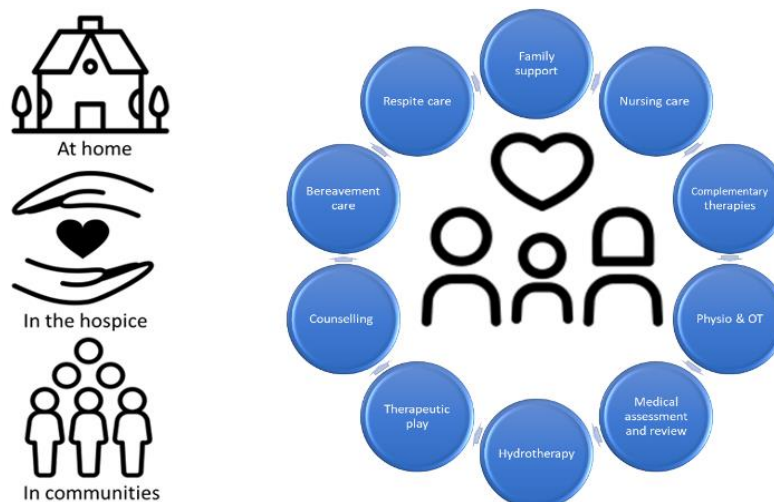 At home
In the hospice
In communities
Family
support
Nursing care
Complementary
therapies
Physio & OT
Medical
assessment
and review
Hydrotherapy
Therapeutic
play
Counselling
Bereavement
care
Respite care